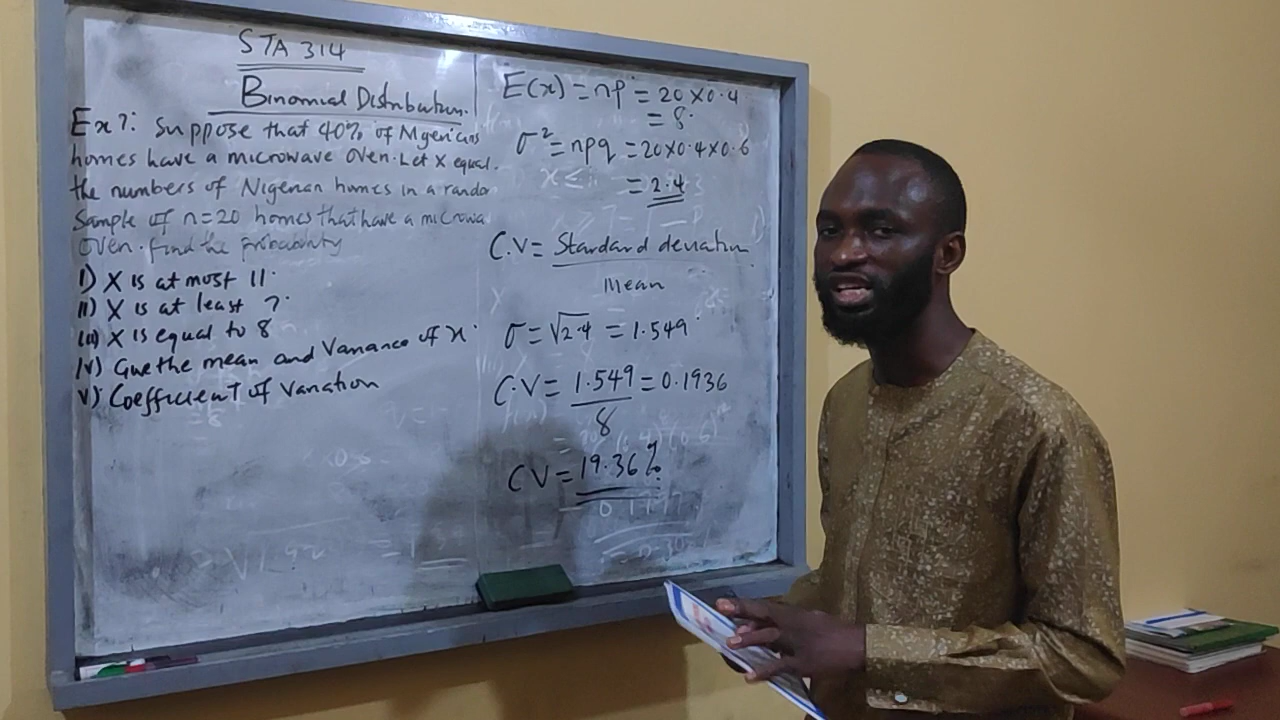 STA 314
Binomial Distribution.
Ex 7: Suppose that 40% of Nigerians
homes have a microwave oven. Let X equal.
the numbers of Nigerian homes in a rando
Sample of n=20 homes that have a microwa
oven. find the probability
i) X is at most 11.
ii) X is at least 7.
iii) X is equal to 8
iv) Give the mean and Variance of x.
v) Coefficient of Variation
E(x) = np = 20 × 0.4
= 8.
σ² = npq = 20×0.4×0.6
= 2.4
C.V = Standard deviation
Mean
σ = √2.4 = 1.549
C.V = 1.549 = 0.1936
8
CV = 19.36%